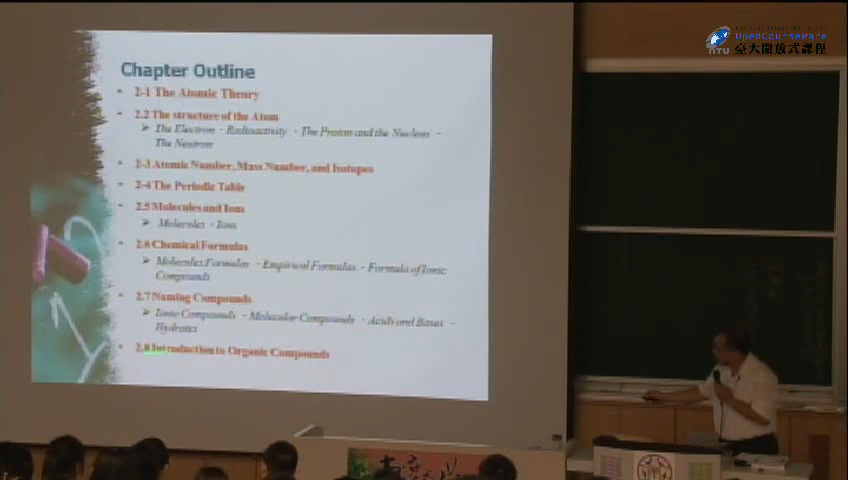 OpenCourseWare
NTU 臺大開放式課程
Chapter Outline
• 2-1 The Atomic Theory
• 2.2 The structure of the Atom
➢ The Electron - Radioactivity - The Proton and the Nucleus -
The Neutron
• 2-3 Atomic Number, Mass Number, and Isotopes
• 2-4 The Periodic Table
• 2.5 Molecules and Ions
➢ Molecules - Ions
• 2.6 Chemical Formulas
➢ Molecular Formulas - Empirical Formulas - Formula of Ionic
Compounds
• 2.7 Naming Compounds
➢ Ionic Compounds - Molecular Compounds - Acids and Bases -
Hydrates
• 2.8 Introduction to Organic Compounds